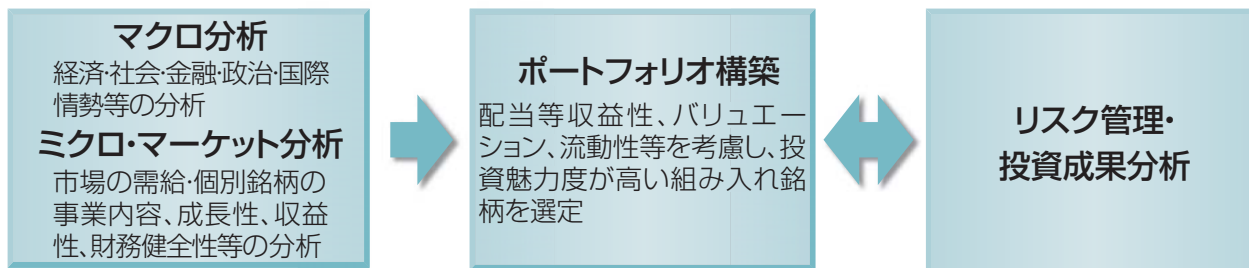 マクロ分析
経済・社会・金融・政治・国際
情勢等の分析
ミクロ・マーケット分析
市場の需給・個別銘柄の
事業内容、成長性、収益
性、財務健全性等の分析
ポートフォリオ構築
配当等収益性、バリュエー
ション、流動性等を考慮し、投
資魅力度が高い組み入れ銘
柄を選定
リスク管理・
投資成果分析